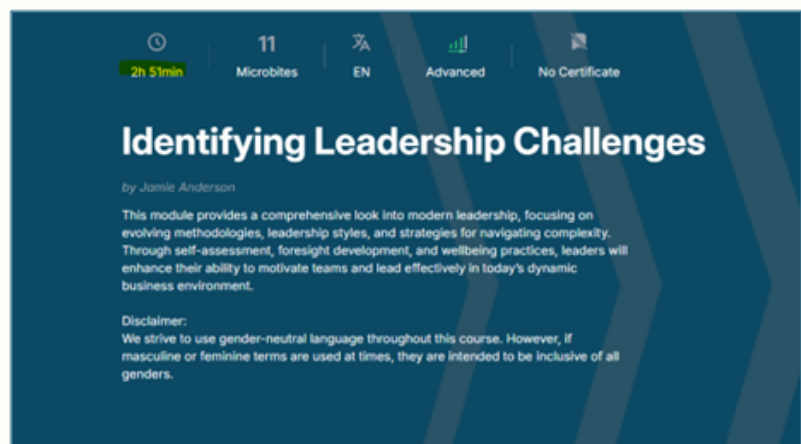 11
2h 51min Microbites EN Advanced No Certificate
Identifying Leadership Challenges
by Jamie Anderson
This module provides a comprehensive look into modern leadership, focusing on
evolving methodologies, leadership styles, and strategies for navigating complexity.
Through self-assessment, foresight development, and wellbeing practices, leaders will
enhance their ability to motivate teams and lead effectively in today's dynamic
business environment.
Disclaimer:
We strive to use gender-neutral language throughout this course. However, if
masculine or feminine terms are used at times, they are intended to be inclusive of all
genders.